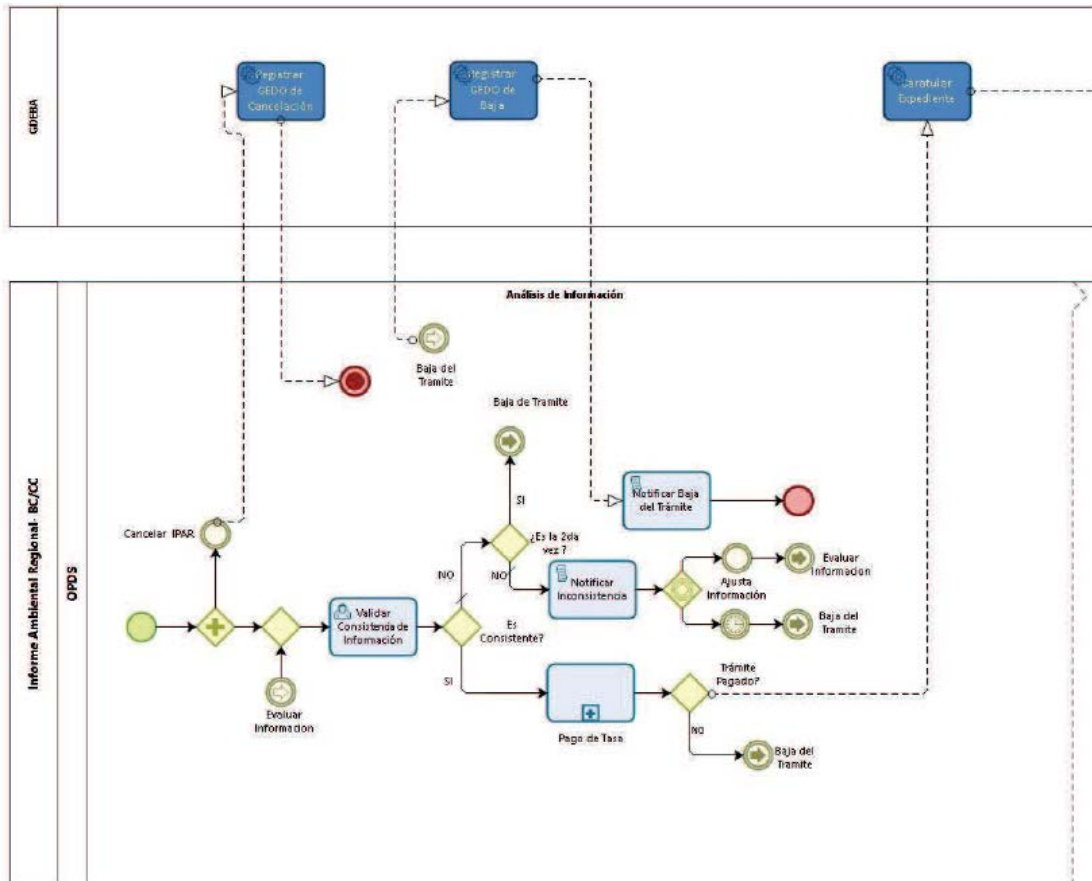 GDEBA
Registrar
GEDO de
Cancelación
Registrar
GEDO de
Baja
Caratular
Expediente
Informe Ambiental Regional- BC/CC
OPDS
Análisis de Información
Baja del
Tramite
Baja de Tramite
SI
¿Es la 2da
vez ?
NO
NO
Notificar Baja
del Trámite
Cancelar IPAR
Notificar
Inconsistencia
Ajusta
Información
Evaluar
Informacion
Baja del
Tramite
Validar
Consistencia de
Información
Es
Consistente?
SI
Evaluar
Informacion
Pago de Tasa
Trámite
Pagado?
NO
Baja del
Tramite